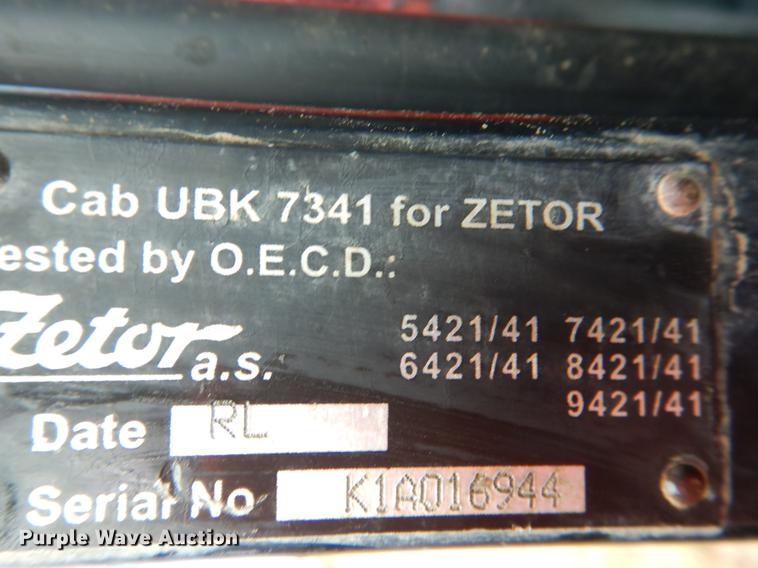 Cab UBK 7341 for ZETOR
ested by O.E.C.D.:
Zetor a.s.
5421/41 7421/41
6421/41 8421/41
9421/41
Date RL
Serial No K1A016944
Purple Wave Auction